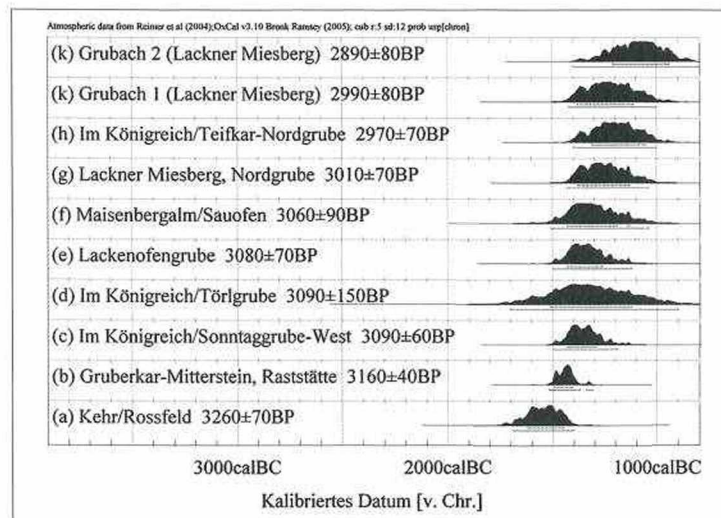 Atmospheric data from Reimer et al (2004);OxCal v3.10 Bronk Ramsey (2005); cub r:5 sd:12 prob usp[chron]
(k) Grubach 2 (Lackner Miesberg) 2890±80BP
(k) Grubach 1 (Lackner Miesberg) 2990±80BP
(h) Im Königreich/Teifkar-Nordgrube 2970±70BP
(g) Lackner Miesberg, Nordgrube 3010±70BP
(f) Maisenbergalm/Sauofen 3060±90BP
(e) Lackenofengrube 3080±70BP
(d) Im Königreich/Törlgrube 3090±150BP
(c) Im Königreich/Sonntaggrube-West 3090±60BP
(b) Gruberkar-Mitterstein, Raststätte 3160±40BP
(a) Kehr/Rossfeld 3260±70BP
3000calBC 2000calBC 1000calBC
Kalibriertes Datum [v. Chr.]